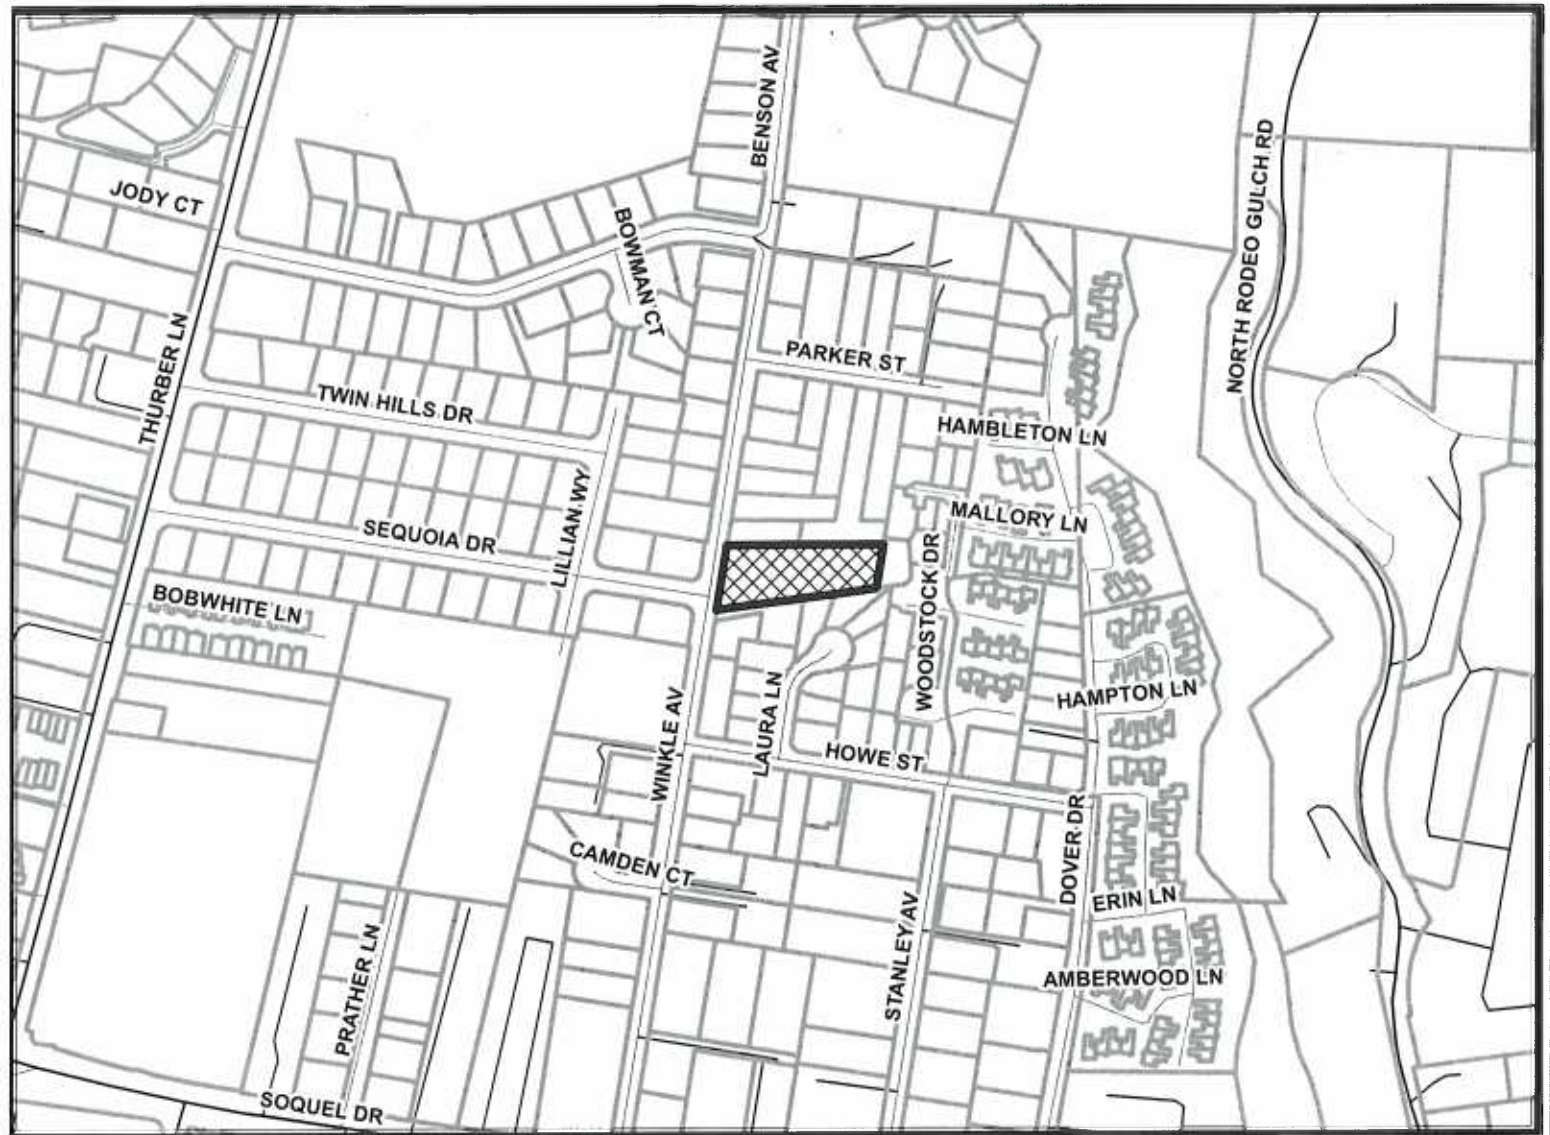 BENSON AV
NORTH RODEO GULCH RD
JODY CT
BOWMAN CT
THURBER LN
PARKER ST
TWIN HILLS DR
HAMBLETON LN
LILLIAN WY
MALLORY LN
SEQUOIA DR
WOODSTOCK DR
BOBWHITE LN
HAMPTON LN
WINKLE AV
LAURA LN
HOWE ST
DOVER DR
CAMDEN CT
ERIN LN
STANLEY AV
PRATHER LN
AMBERWOOD LN
SOQUEL DR